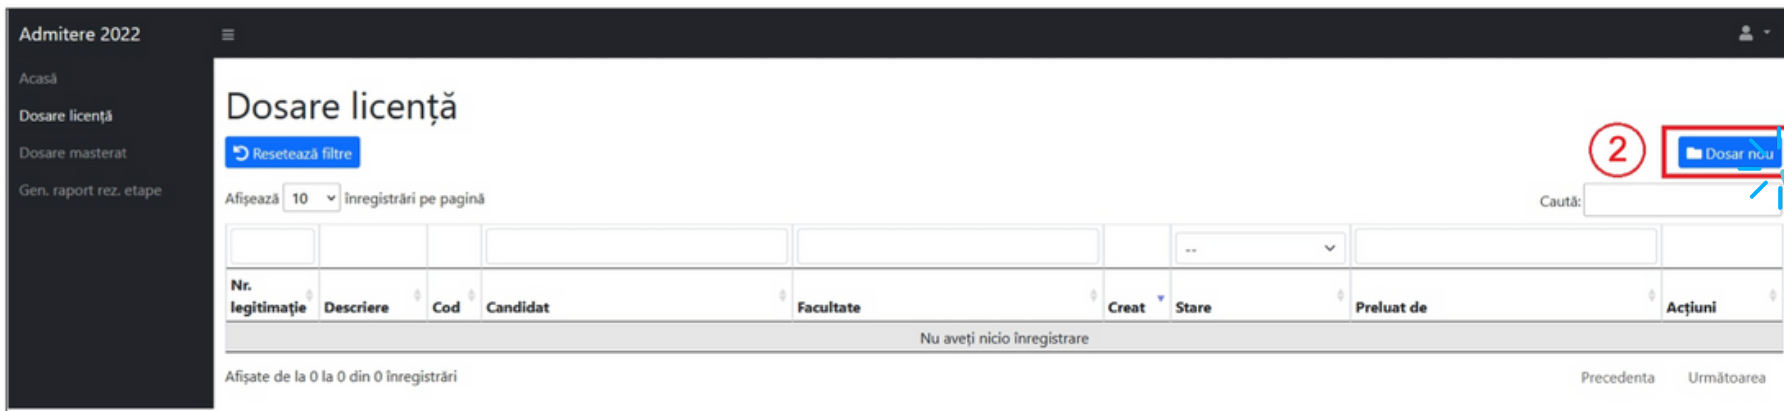 Admitere 2022
Acasă
Dosare licență
Dosare masterat
Gen. raport rez. etape
Dosare licență
Resetează filtre
2
Dosar nou
Afișează 10 înregistrări pe pagină
Caută:
--
Nr. legitimație Descriere Cod Candidat Facultate Creat Stare Preluat de Acțiuni
Nu aveți nicio înregistrare
Afișate de la 0 la 0 din 0 înregistrări
Precedenta Următoarea